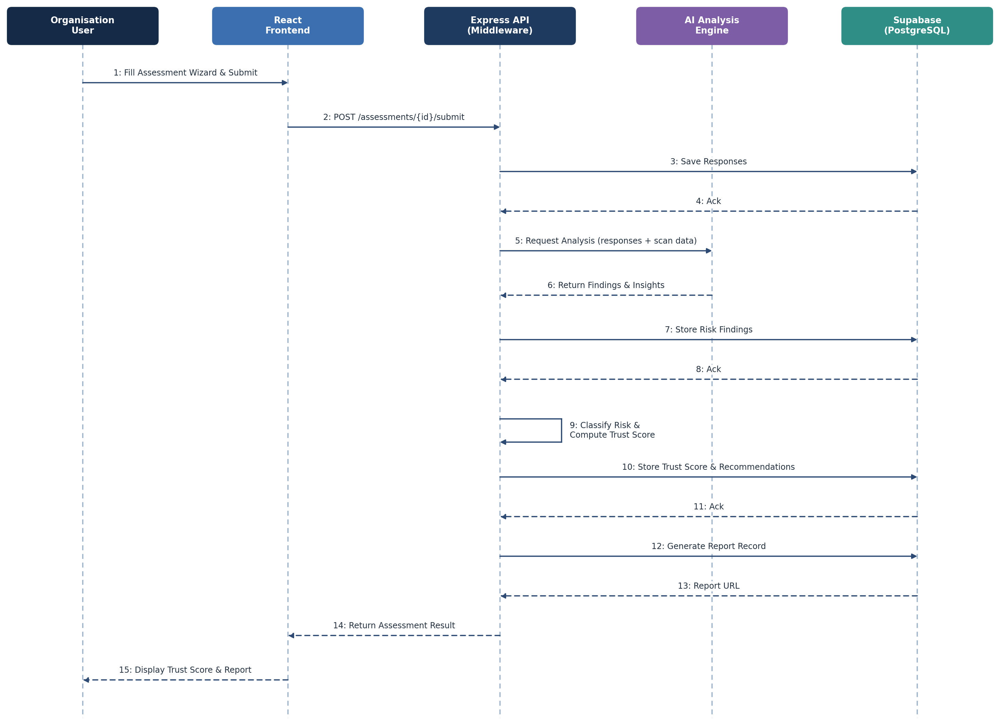 Organisation
User
React
Frontend
Express API
(Middleware)
AI Analysis
Engine
Supabase
(PostgreSQL)
1: Fill Assessment Wizard & Submit
2: POST /assessments/{id}/submit
3: Save Responses
4: Ack
5: Request Analysis (responses + scan data)
6: Return Findings & Insights
7: Store Risk Findings
8: Ack
9: Classify Risk &
Compute Trust Score
10: Store Trust Score & Recommendations
11: Ack
12: Generate Report Record
13: Report URL
14: Return Assessment Result
15: Display Trust Score & Report